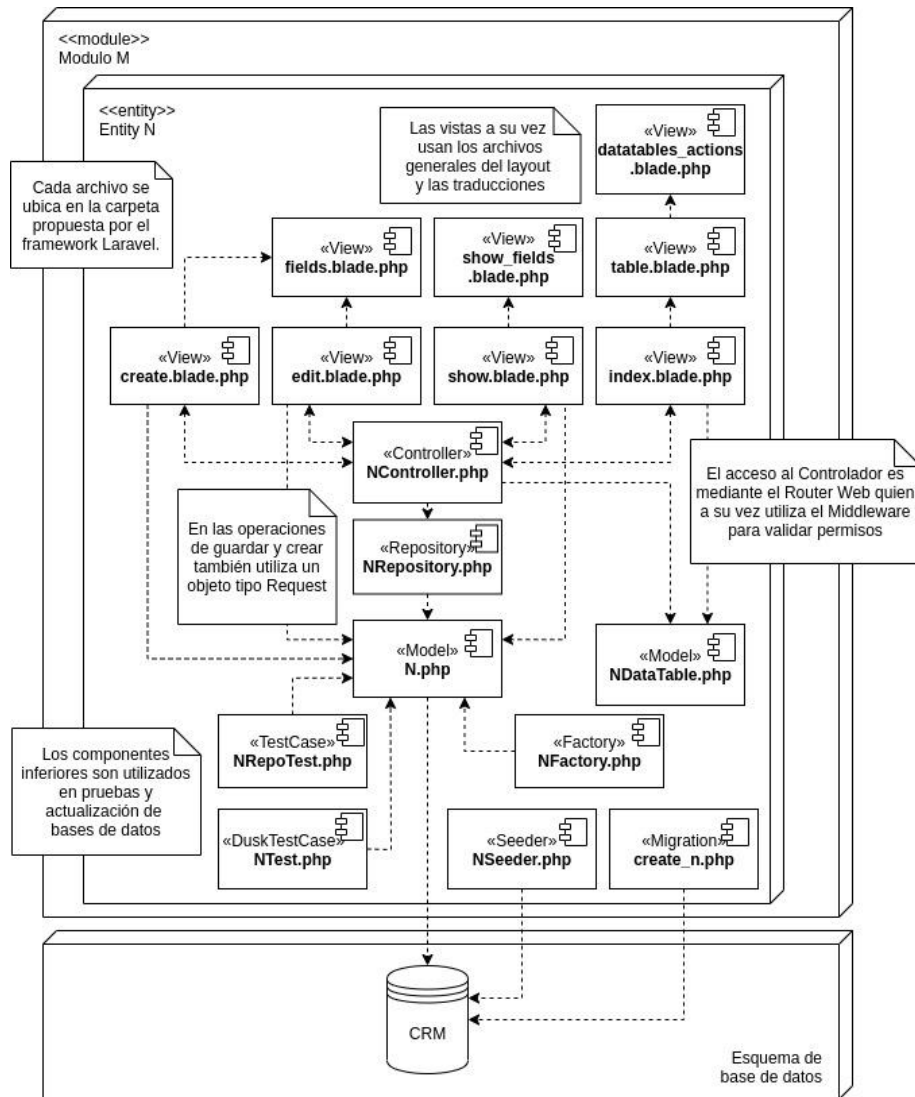 <<module>>
Modulo M
<<entity>>
Entity N
Las vistas a su vez
usan los archivos
generales del layout
y las traducciones
«View»
datatables_actions
.blade.php
Cada archivo se
ubica en la carpeta
propuesta por el
framework Laravel.
«View»
fields.blade.php
«View»
show_fields
.blade.php
«View»
table.blade.php
«View»
create.blade.php
«View»
edit.blade.php
«View»
show.blade.php
«View»
index.blade.php
«Controller»
NController.php
El acceso al Controlador es
mediante el Router Web quien
a su vez utiliza el Middleware
para validar permisos
En las operaciones
de guardar y crear
también utiliza un
objeto tipo Request
«Repository»
NRepository.php
«Model»
N.php
«Model»
NDataTable.php
«TestCase»
NRepoTest.php
«Factory»
NFactory.php
Los componentes
inferiores son utilizados
en pruebas y
actualización de
bases de datos
«DuskTestCase»
NTest.php
«Seeder»
NSeeder.php
«Migration»
create_n.php
CRM
Esquema de
base de datos